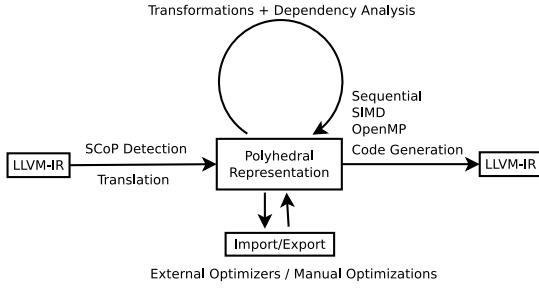 Transformations + Dependency Analysis
Sequential
SIMD
OpenMP
SCoP Detection
Code Generation
LLVM-IR
Polyhedral
Representation
LLVM-IR
Translation
Import/Export
External Optimizers / Manual Optimizations